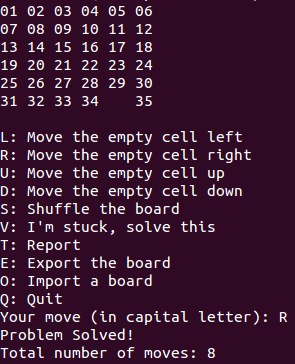 01 02 03 04 05 06
07 08 09 10 11 12
13 14 15 16 17 18
19 20 21 22 23 24
25 26 27 28 29 30
31 32 33 34    35
L: Move the empty cell left
R: Move the empty cell right
U: Move the empty cell up
D: Move the empty cell down
S: Shuffle the board
V: I'm stuck, solve this
T: Report
E: Export the board
O: Import a board
Q: Quit
Your move (in capital letter): R
Problem Solved!
Total number of moves: 8